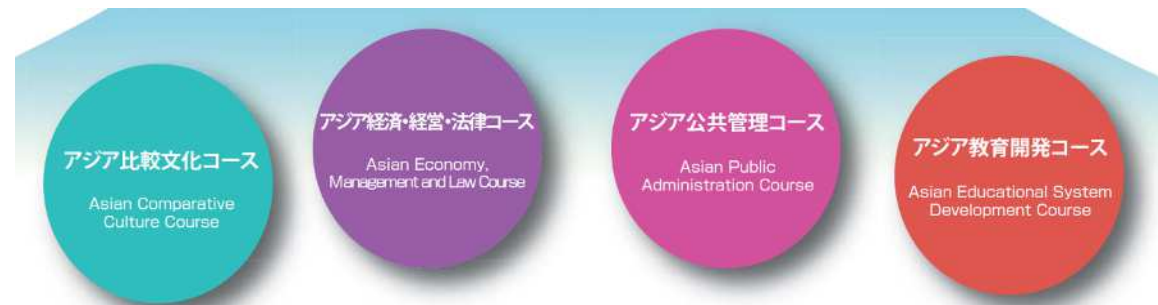 アジア比較文化コース
Asian Comparative
Culture Course
アジア経済・経営・法律コース
Asian Economy,
Management and Law Course
アジア公共管理コース
Asian Public
Administration Course
アジア教育開発コース
Asian Educational System
Development Course